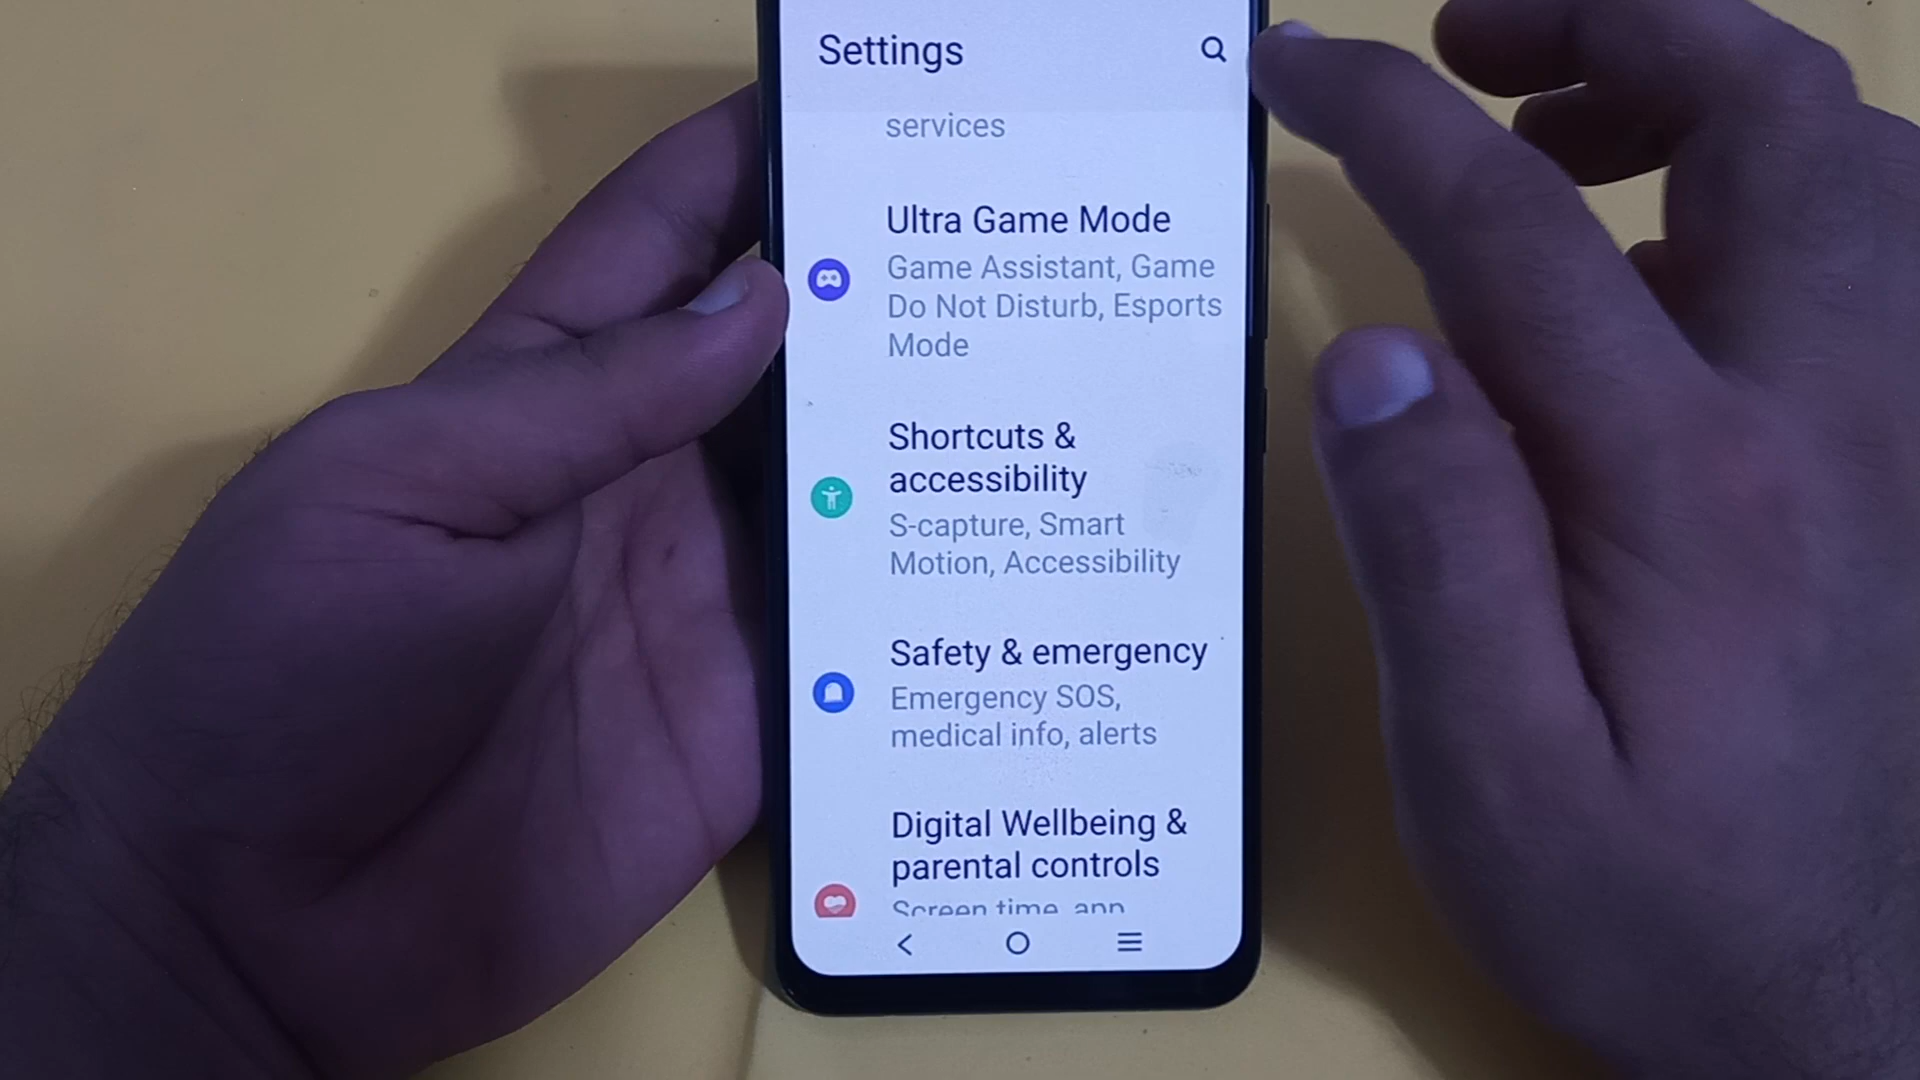 Settings
services
Ultra Game Mode
Game Assistant, Game
Do Not Disturb, Esports
Mode
Shortcuts &
accessibility
S-capture, Smart
Motion, Accessibility
Safety & emergency
Emergency SOS,
medical info, alerts
Digital Wellbeing &
parental controls
Screen time, app